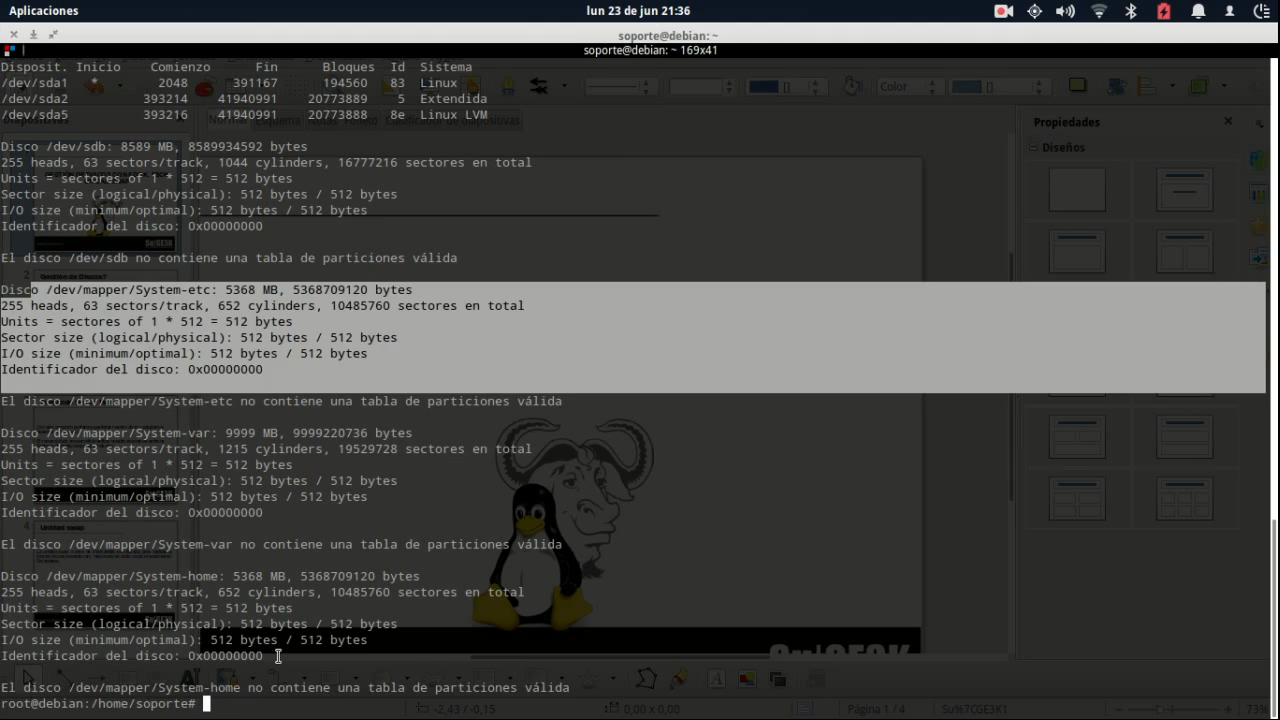 Aplicaciones
lun 23 de jun 21:36
soporte@debian: ~
soporte@debian: ~ 169x41
Disposit. Inicio Comienzo Fin Bloques Id Sistema
/dev/sda1 * 2048 391167 194560 83 Linux
/dev/sda2 393214 41940991 20773889 5 Extendida
/dev/sda5 393216 41940991 20773888 8e Linux LVM
Color
Normal Esquema
Propiedades
Diseños
Disco /dev/sdb: 8589 MB, 8589934592 bytes
255 heads, 63 sectors/track, 1044 cylinders, 16777216 sectores en total
Units = sectores of 1 * 512 = 512 bytes
Sector size (logical/physical): 512 bytes / 512 bytes
I/O size (minimum/optimal): 512 bytes / 512 bytes
Identificador del disco: 0x00000000
El disco /dev/sdb no contiene una tabla de particiones válida
Disco /dev/mapper/System-etc: 5368 MB, 5368709120 bytes
255 heads, 63 sectors/track, 652 cylinders, 10485760 sectores en total
Units = sectores of 1 * 512 = 512 bytes
Sector size (logical/physical): 512 bytes / 512 bytes
I/O size (minimum/optimal): 512 bytes / 512 bytes
Identificador del disco: 0x00000000
El disco /dev/mapper/System-etc no contiene una tabla de particiones válida
Disco /dev/mapper/System-var: 9999 MB, 9999220736 bytes
255 heads, 63 sectors/track, 1215 cylinders, 19529728 sectores en total
Units = sectores of 1 * 512 = 512 bytes
Sector size (logical/physical): 512 bytes / 512 bytes
I/O size (minimum/optimal): 512 bytes / 512 bytes
Identificador del disco: 0x00000000
El disco /dev/mapper/System-var no contiene una tabla de particiones válida
Disco /dev/mapper/System-home: 5368 MB, 5368709120 bytes
255 heads, 63 sectors/track, 652 cylinders, 10485760 sectores en total
Units = sectores of 1 * 512 = 512 bytes
Sector size (logical/physical): 512 bytes / 512 bytes
I/O size (minimum/optimal): 512 bytes / 512 bytes
Identificador del disco: 0x00000000
El disco /dev/mapper/System-home no contiene una tabla de particiones válida
root@debian:/home/soporte#
-2,43 / -0,15
0,00 x 0,00
Página 1 / 4
Su%7CGE3K1
73%